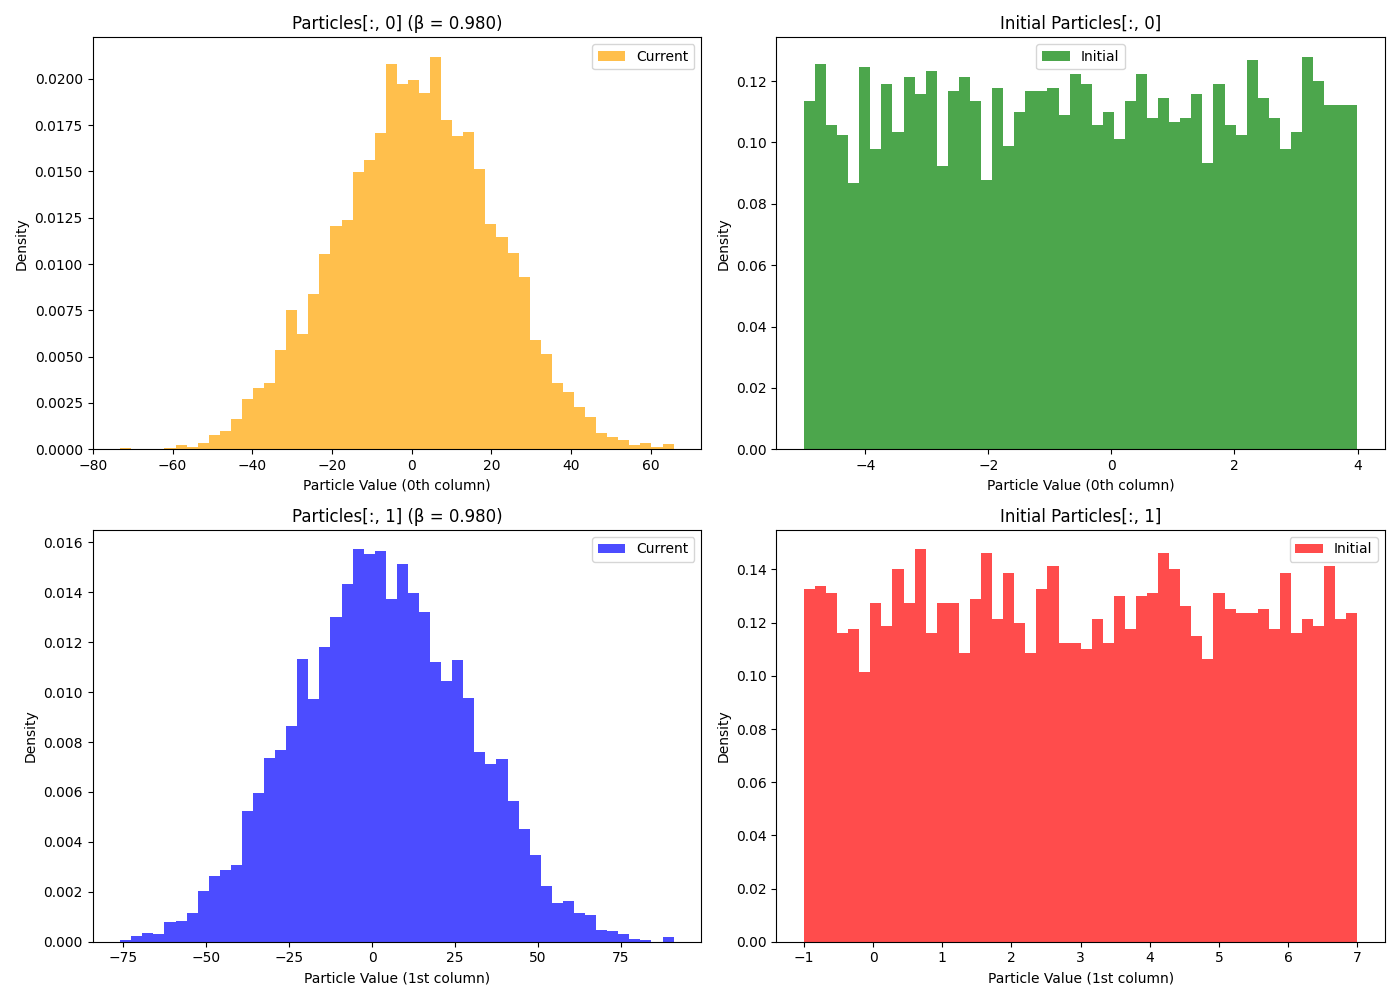 Particles[:, 0] (β = 0.980)
Current
Density
0.0200
0.0175
0.0150
0.0125
0.0100
0.0075
0.0050
0.0025
0.0000
−80 −60 −40 −20 0 20 40 60
Particle Value (0th column)
Initial Particles[:, 0]
Initial
Density
0.12
0.10
0.08
0.06
0.04
0.02
0.00
−4 −2 0 2 4
Particle Value (0th column)
Particles[:, 1] (β = 0.980)
Current
Density
0.016
0.014
0.012
0.010
0.008
0.006
0.004
0.002
0.000
−75 −50 −25 0 25 50 75
Particle Value (1st column)
Initial Particles[:, 1]
Initial
Density
0.14
0.12
0.10
0.08
0.06
0.04
0.02
0.00
−1 0 1 2 3 4 5 6 7
Particle Value (1st column)